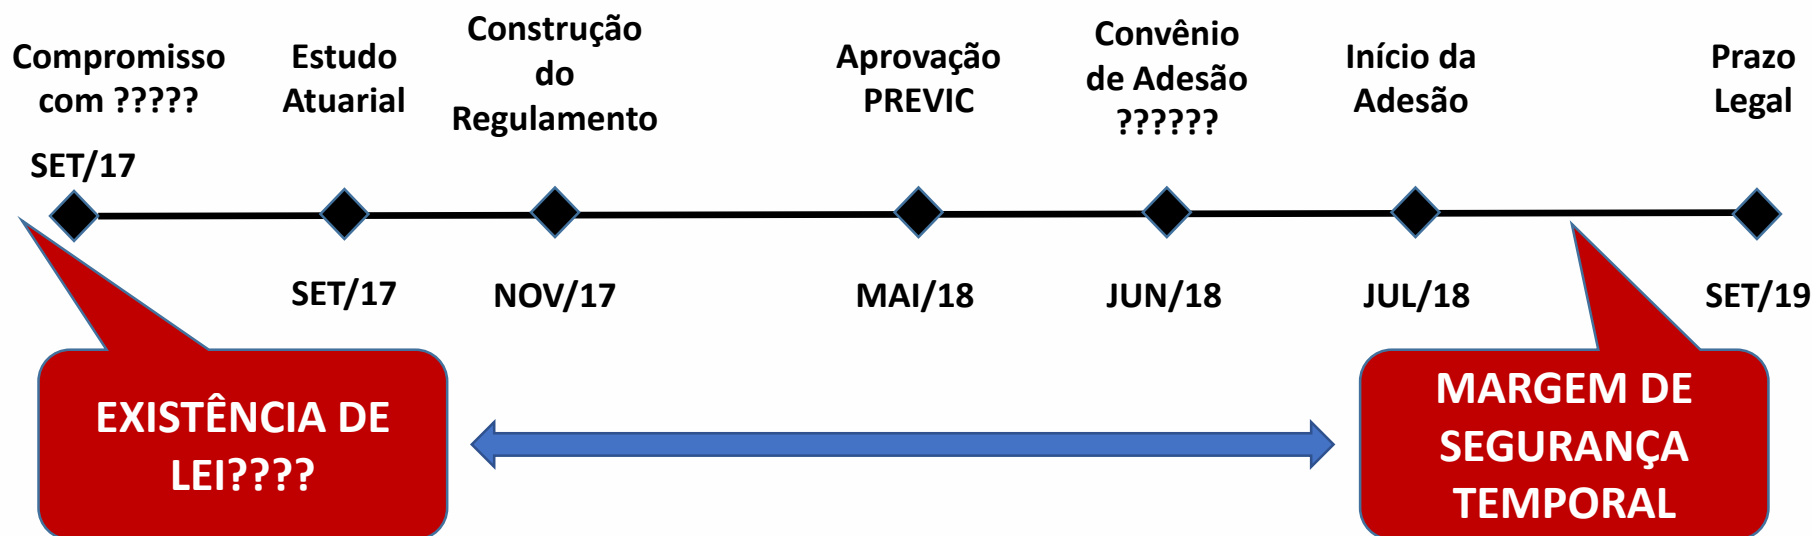 Compromisso
com ?????
SET/17
Estudo
Atuarial
SET/17
Construção
do
Regulamento
NOV/17
Aprovação
PREVIC
MAI/18
Convênio
de Adesão
??????
JUN/18
Início da
Adesão
JUL/18
Prazo
Legal
SET/19
EXISTÊNCIA DE
LEI????
MARGEM DE
SEGURANÇA
TEMPORAL